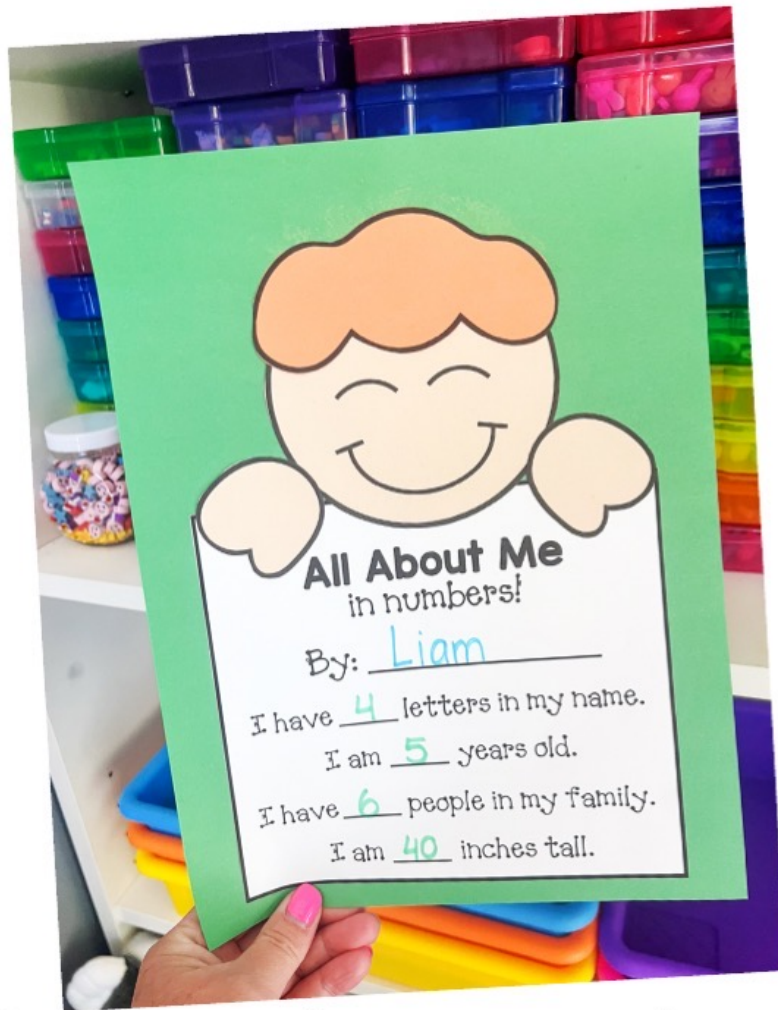 All About Me
in numbers!
By: Liam
I have 4 letters in my name.
I am 5 years old.
I have 6 people in my family.
I am 40 inches tall.